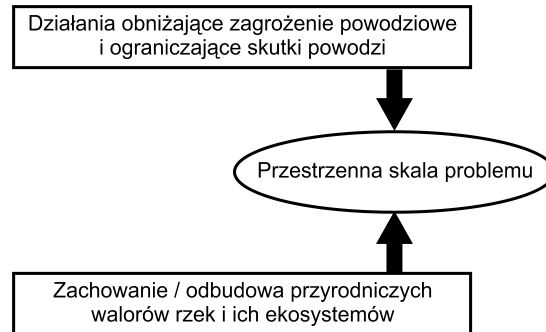 Działania obniżające zagrożenie powodziowe
i ograniczające skutki powodzi
Przestrzenna skala problemu
Zachowanie / odbudowa przyrodniczych
walorów rzek i ich ekosystemów